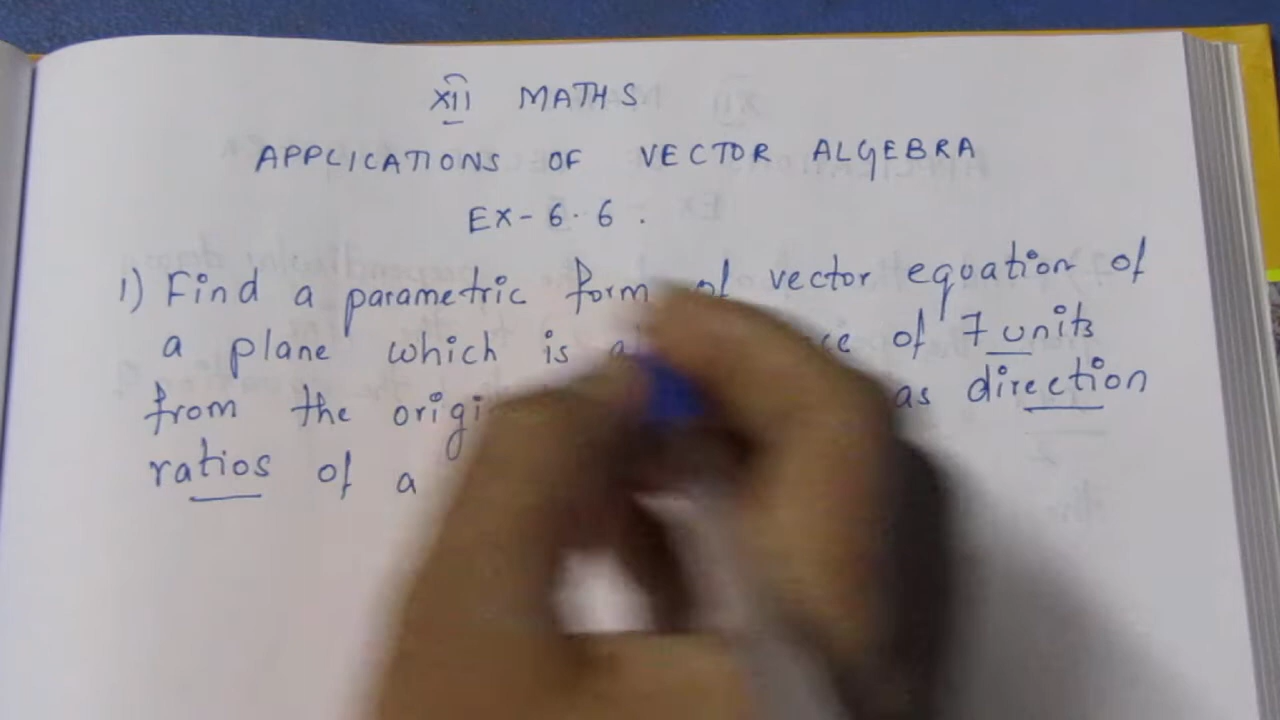 XII MATHS
APPLICATIONS OF VECTOR ALGEBRA
EX-6.6.
1) Find a parametric form of vector equation of
a plane which is of 7 units
from the as direction
ratios of a